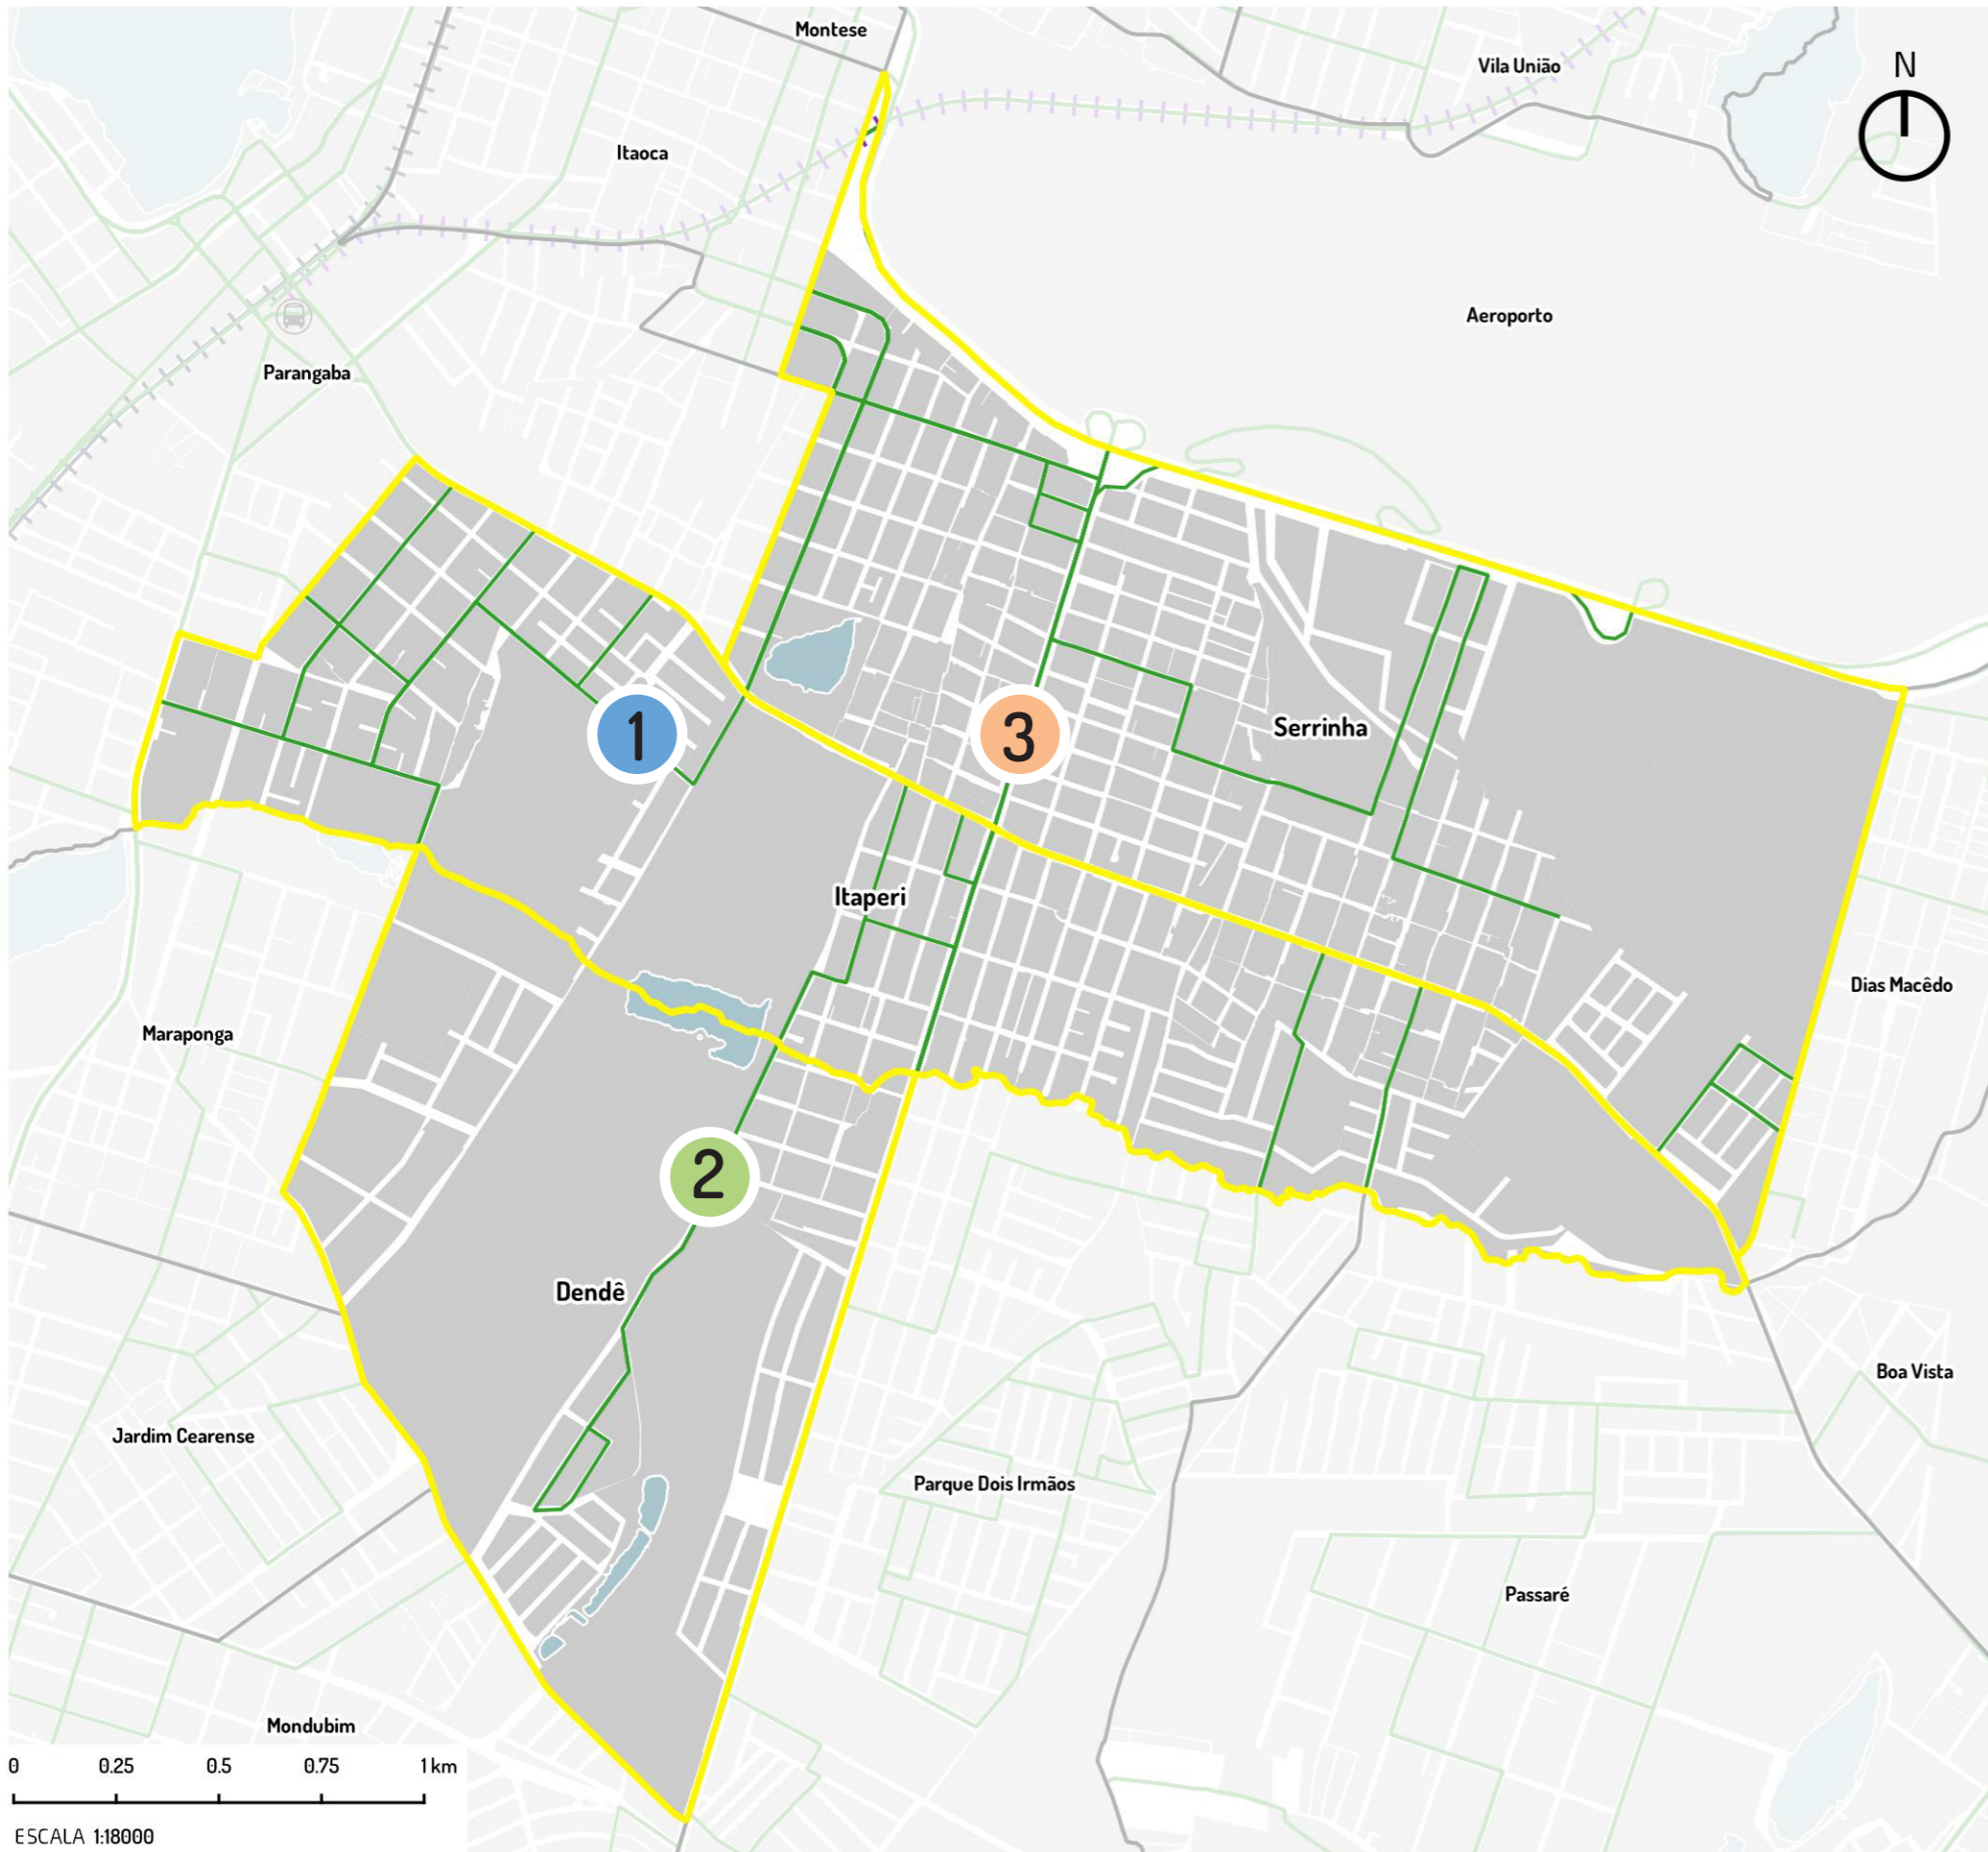 Montese
Vila União
N
Itaoca
Aeroporto
Parangaba
1
3
Serrinha
Itaperi
Dias Macêdo
Maraponga
2
Dendê
Boa Vista
Jardim Cearense
Parque Dois Irmãos
Passaré
Mondubim
0 0.25 0.5 0.75 1 km
ESCALA 1:18000